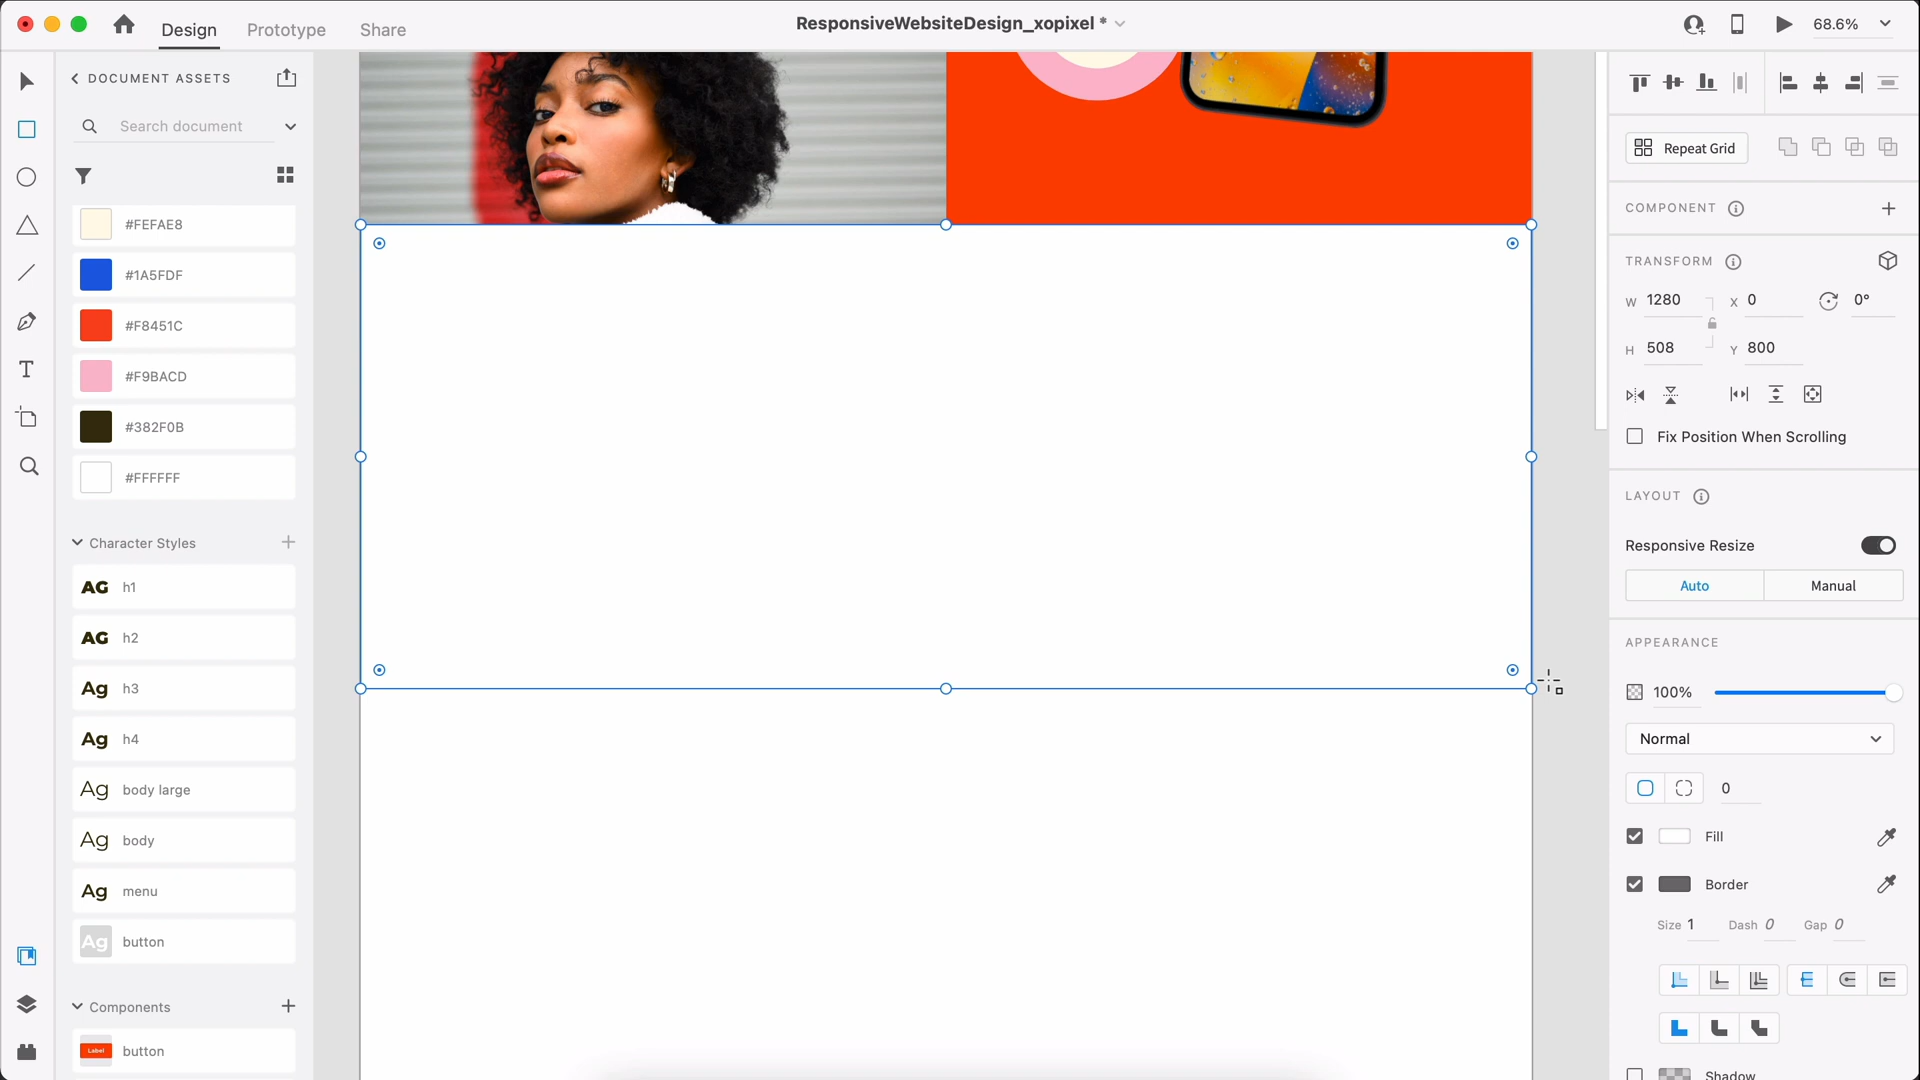 Design Prototype Share
ResponsiveWebsiteDesign_xopixel *
68.6%
DOCUMENT ASSETS
Search document
#FEFAE8
#1A5FDF
#F8451C
#F9BACD
#382F0B
#FFFFFF
Character Styles
AG h1
AG h2
Ag h3
Ag h4
Ag body large
Ag body
Ag menu
Ag button
Components
Label button
Repeat Grid
COMPONENT
TRANSFORM
W 1280 X 0 0°
H 508 Y 800
Fix Position When Scrolling
LAYOUT
Responsive Resize
Auto Manual
APPEARANCE
100%
Normal
0
Fill
Border
Size 1 Dash 0 Gap 0
Shadow